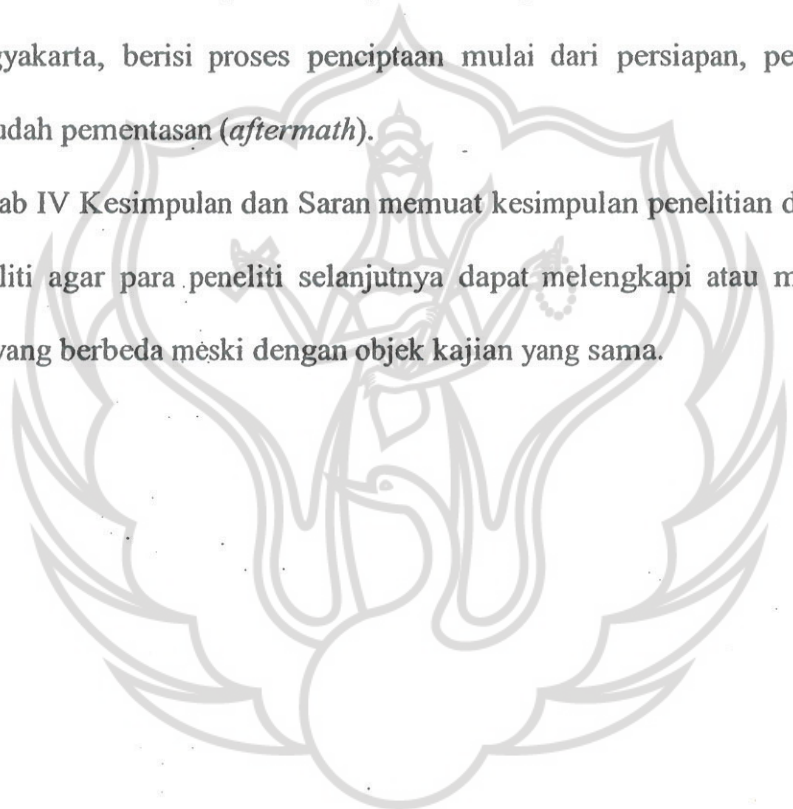 gyakarta, berisi proses penciptaan mulai dari persiapan, pe
udah pementasan (aftermath).
ab IV Kesimpulan dan Saran memuat kesimpulan penelitian d
liti agar para peneliti selanjutnya dapat melengkapi atau m
yang berbeda meski dengan objek kajian yang sama.